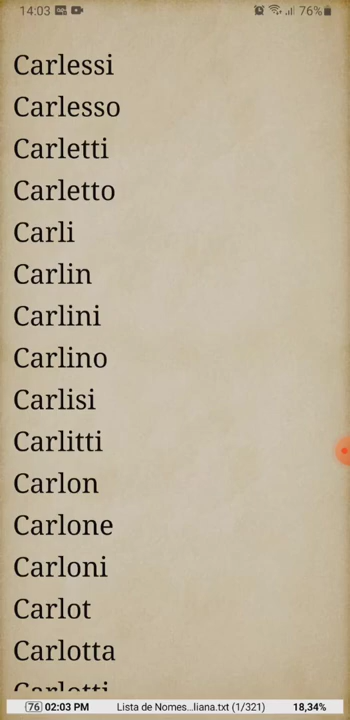 14:03 76%
Carlessi
Carlesso
Carletti
Carletto
Carli
Carlin
Carlini
Carlino
Carlisi
Carlitti
Carlon
Carlone
Carloni
Carlot
Carlotta
Carlotti
76 02:03 PM Lista de Nomes...liana.txt (1/321) 18,34%